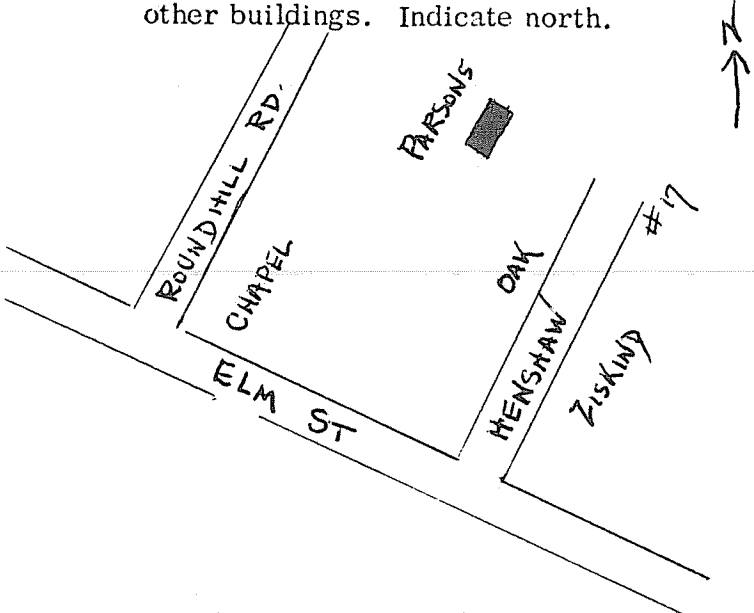 other buildings. Indicate north.
N
PARSONS
ROUNDHILL RD.
#17
CHAPEL
OAK
HENSHAW
ZISKIND
ELM ST